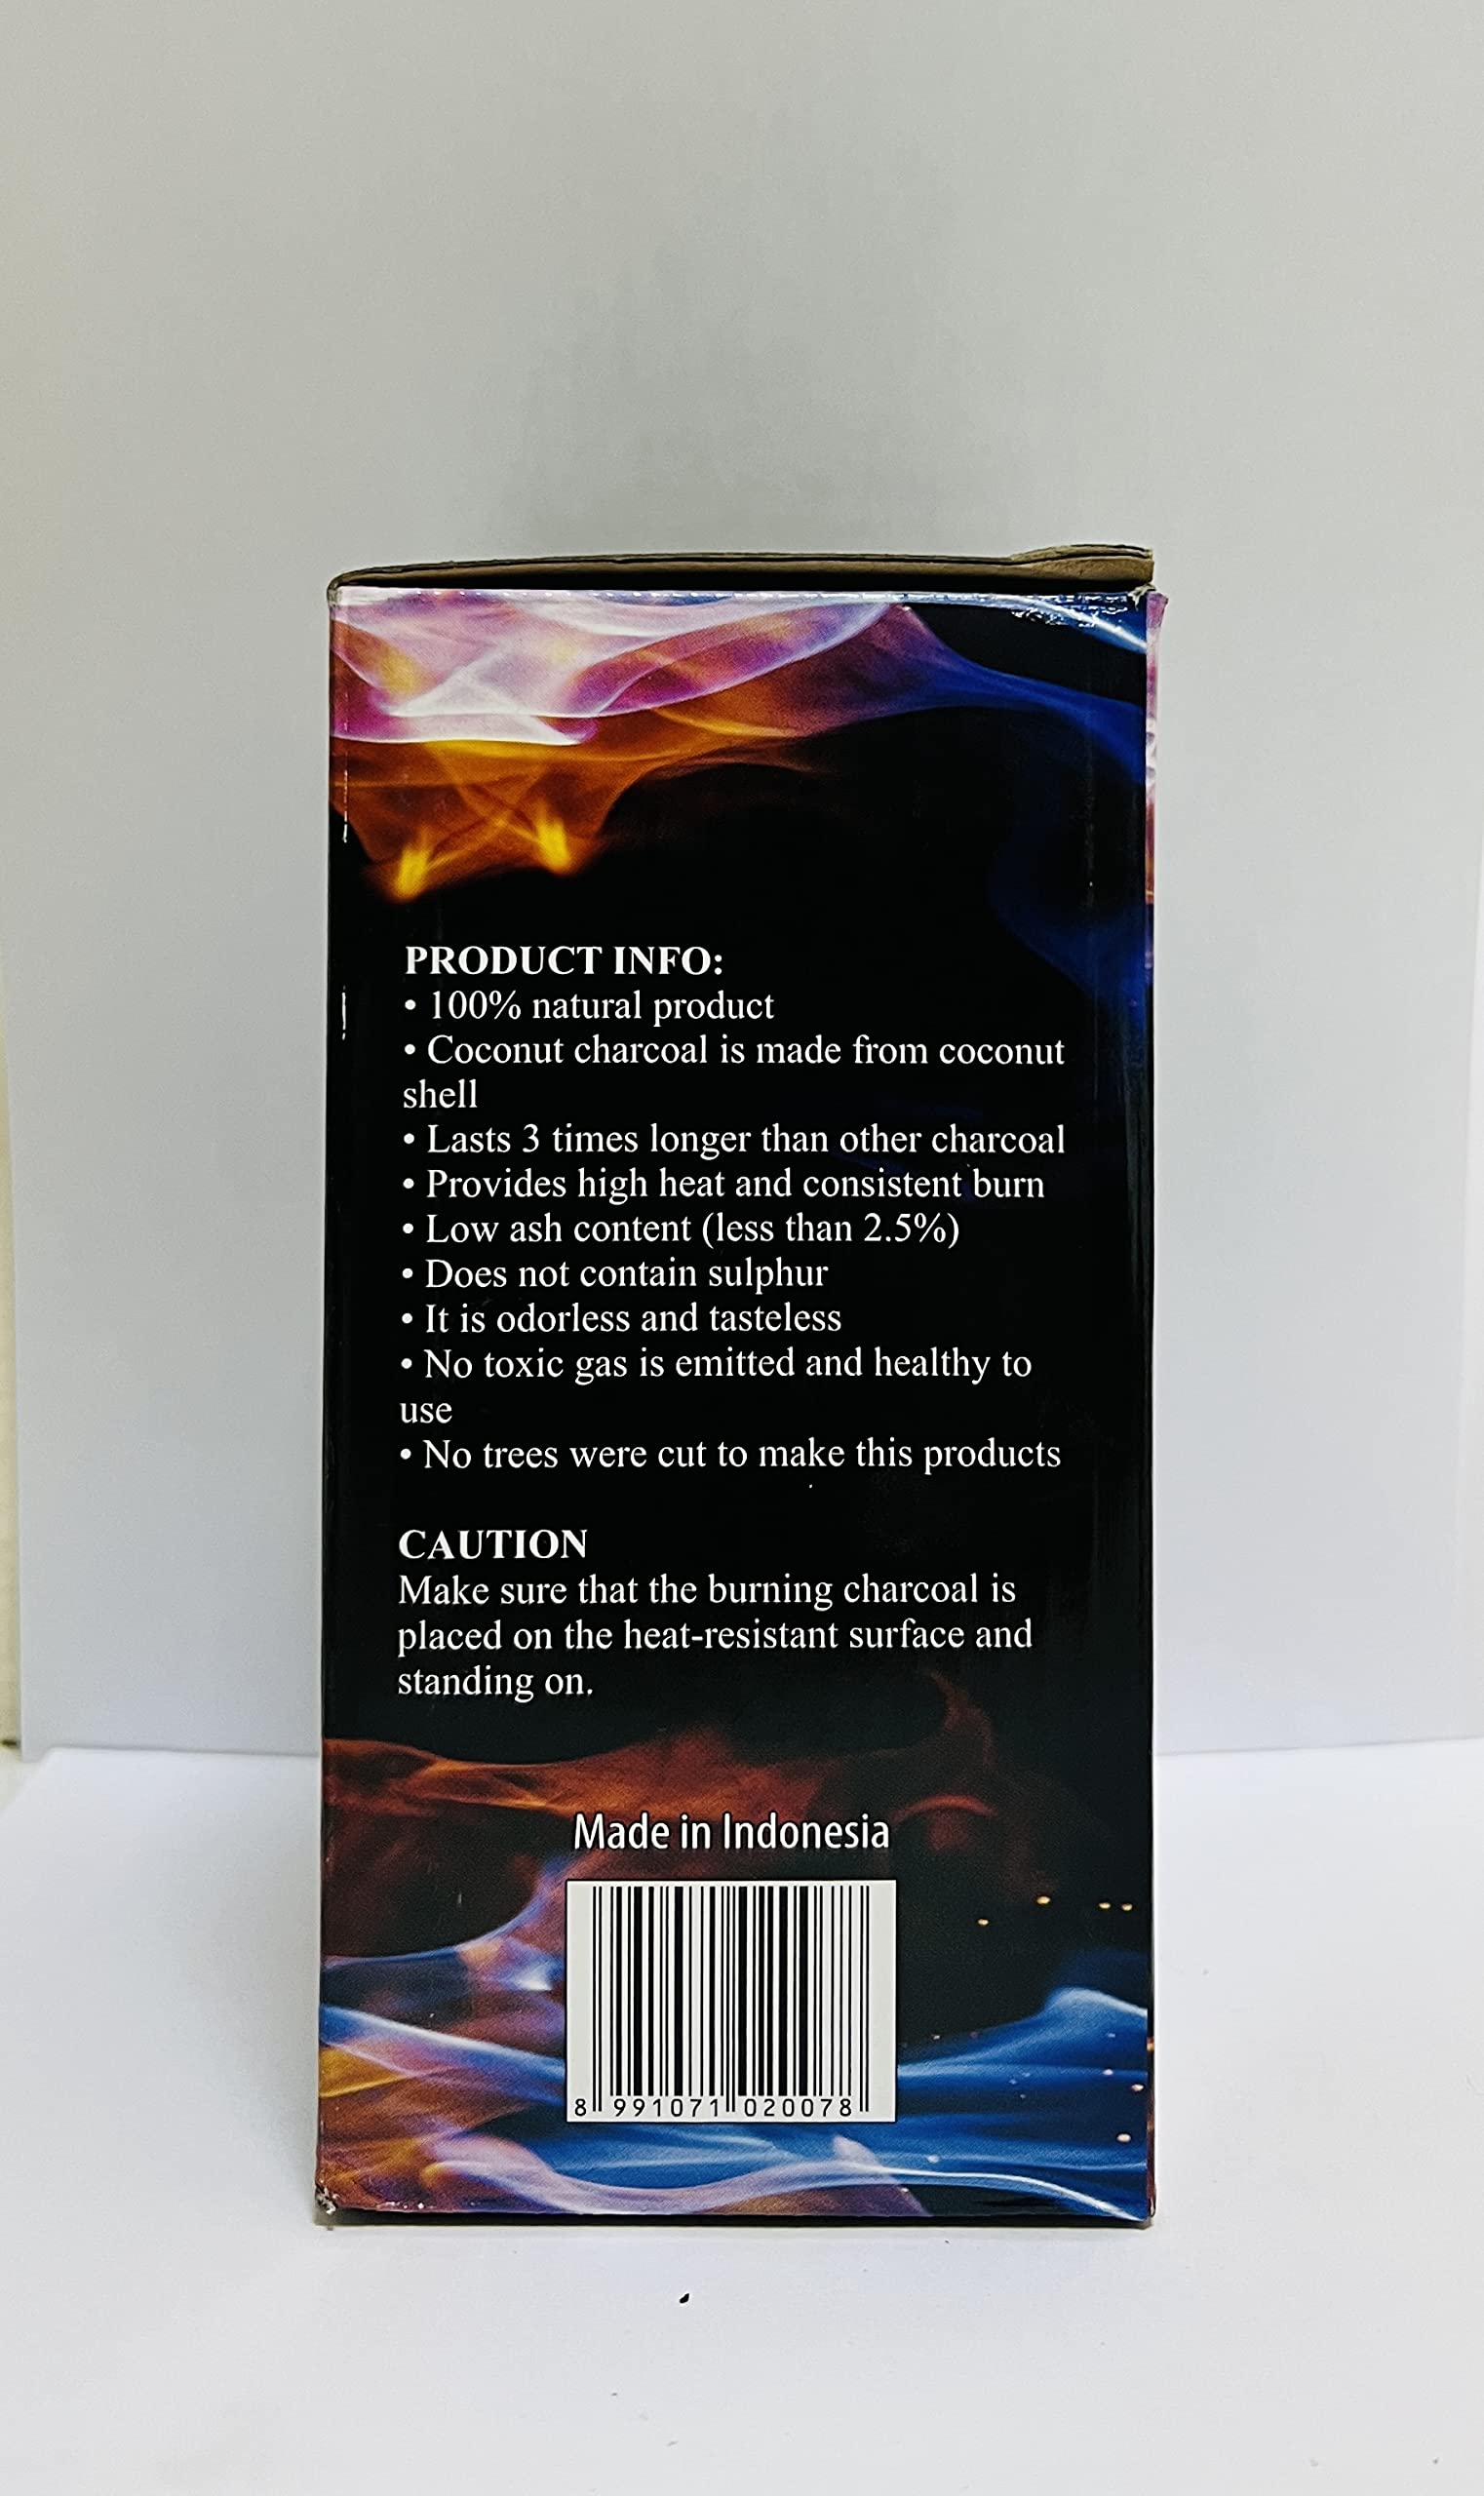 PRODUCT INFO:
• 100% natural product
• Coconut charcoal is made from coconut
shell
• Lasts 3 times longer than other charcoal
• Provides high heat and consistent burn
• Low ash content (less than 2.5%)
• Does not contain sulphur
• It is odorless and tasteless
• No toxic gas is emitted and healthy to
use
• No trees were cut to make this products
CAUTION
Make sure that the burning charcoal is
placed on the heat-resistant surface and
standing on.
Made in Indonesia
8 991071 020078